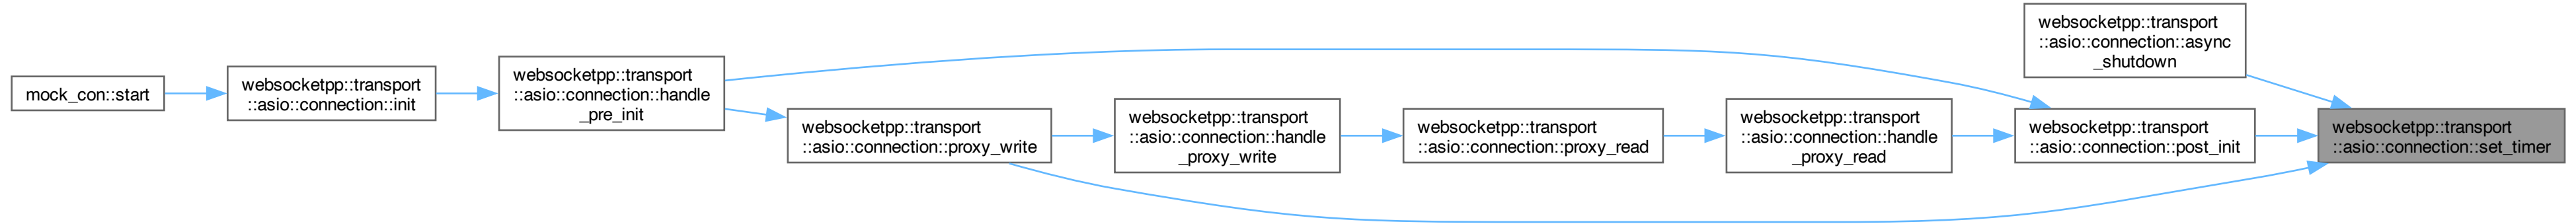 mock_con::start
websocketpp::transport
::asio::connection::init
websocketpp::transport
::asio::connection::handle
_pre_init
websocketpp::transport
::asio::connection::proxy_write
websocketpp::transport
::asio::connection::handle
_proxy_write
websocketpp::transport
::asio::connection::proxy_read
websocketpp::transport
::asio::connection::handle
_proxy_read
websocketpp::transport
::asio::connection::async
_shutdown
websocketpp::transport
::asio::connection::post_init
websocketpp::transport
::asio::connection::set_timer